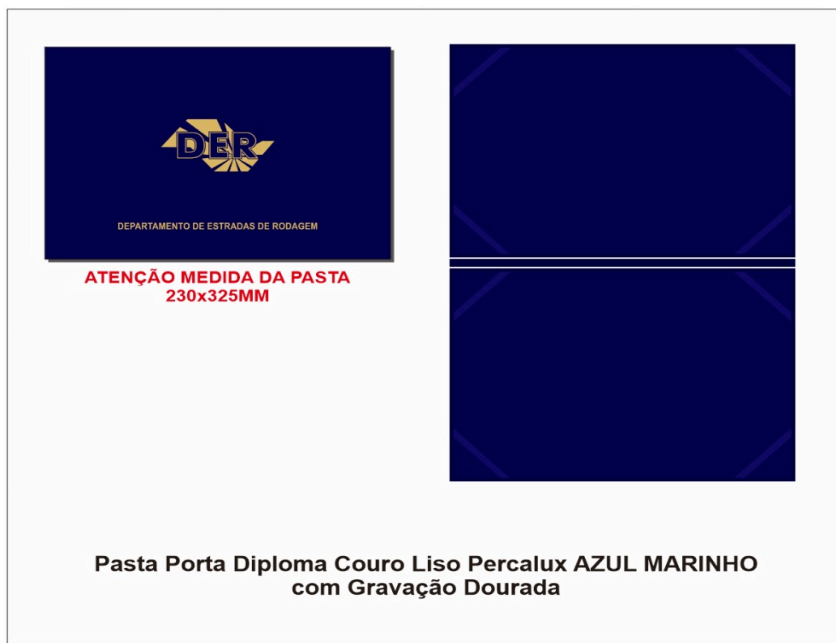 DER
DEPARTAMENTO DE ESTRADAS DE RODAGEM
ATENÇÃO MEDIDA DA PASTA
230x325MM
Pasta Porta Diploma Couro Liso Percalux AZUL MARINHO
com Gravação Dourada